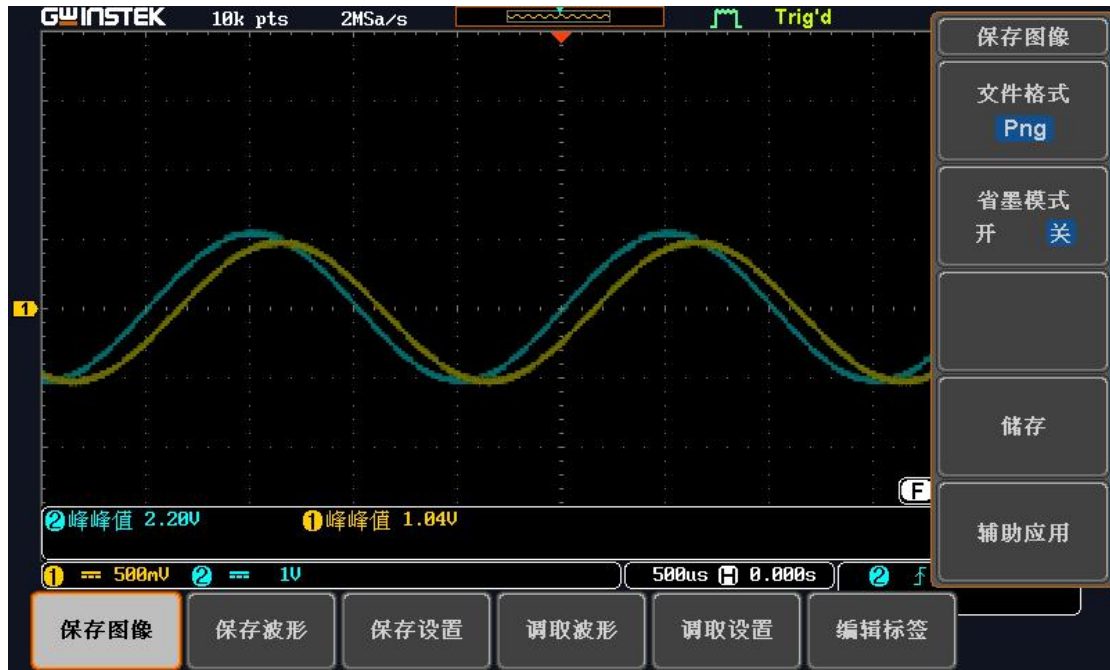 GWINSTEK 10k pts 2MSa/s Trig'd
保存图像
文件格式
Png
省墨模式
开 关
1
储存
F
辅助应用
2峰峰值 2.20V 1峰峰值 1.04V
1 500mV 2 1V 500us H 0.000s 2
保存图像 保存波形 保存设置 调取波形 调取设置 编辑标签